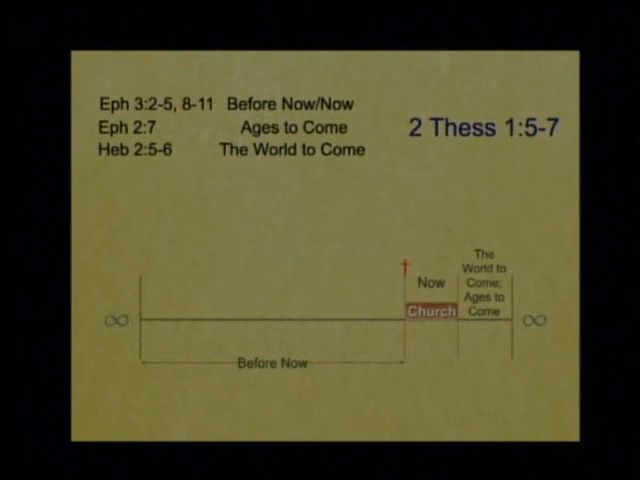 Eph 3:2-5, 8-11 Before Now/Now
Eph 2:7 Ages to Come
Heb 2:5-6 The World to Come
2 Thess 1:5-7
The
World to
Come;
Ages to
Come
Now
Church
∞
∞
Before Now